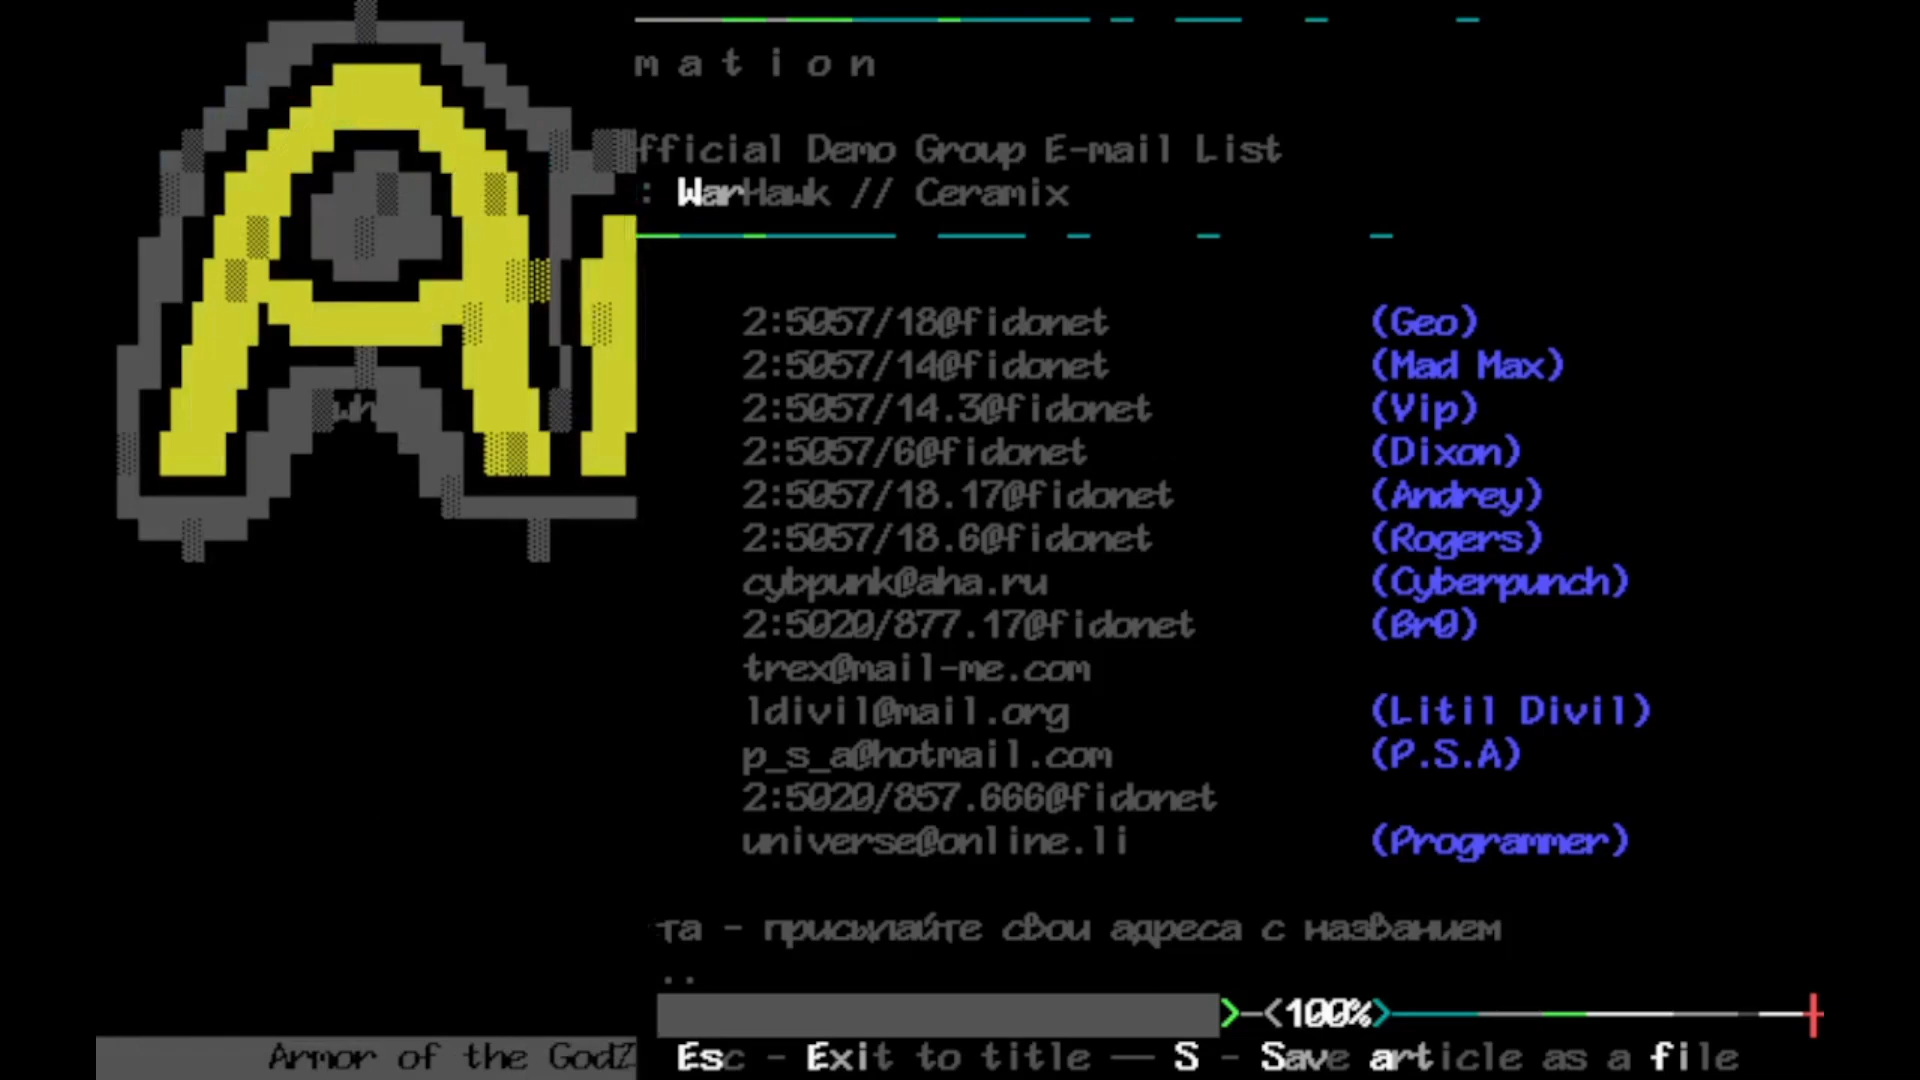 mation
fficial Demo Group E-mail List
: WarHawk // Ceramix
2:5057/18@fidonet (Geo)
2:5057/14@fidonet (Mad Max)
2:5057/14.3@fidonet (Vip)
2:5057/6@fidonet (Dixon)
2:5057/18.17@fidonet (Andrey)
2:5057/18.6@fidonet (Rogers)
cybpunk@aha.ru (Cyberpunch)
2:5020/877.17@fidonet (Br0)
trex@mail-me.com
ldivil@mail.org (Litil Divil)
p_s_a@hotmail.com (P.S.A)
2:5020/857.666@fidonet
universe@online.li (Programmer)
wh
та - присылайте свои адреса с названием
..
<100%>
Armor of the GodZ
Esc - Exit to title — S - Save article as a file